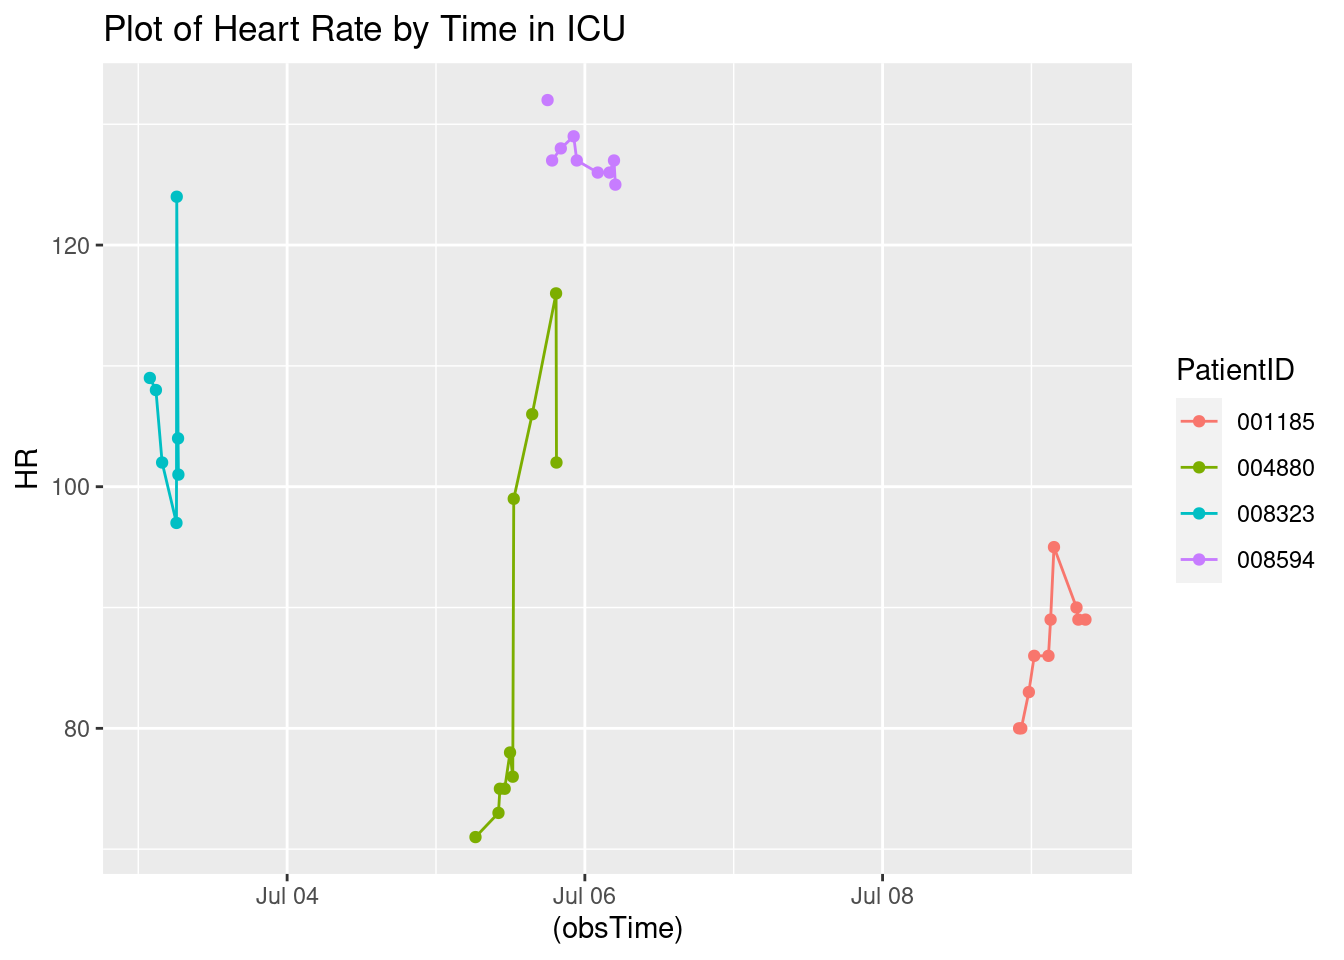 Plot of Heart Rate by Time in ICU
HR
120
100
80
Jul 04
Jul 06
Jul 08
(obsTime)
PatientID
001185
004880
008323
008594